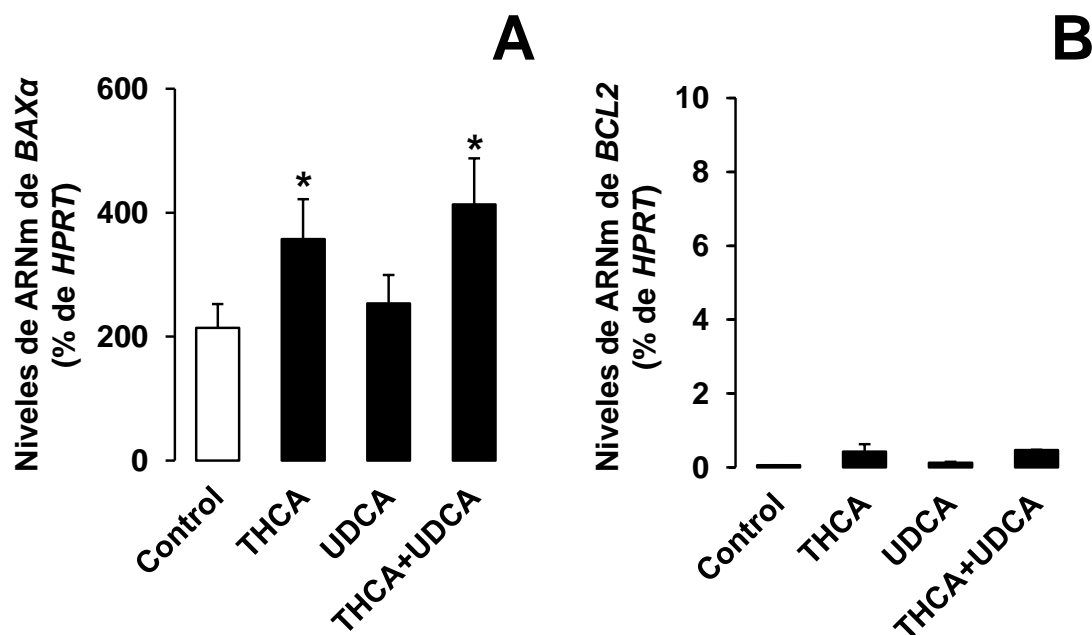 A
Niveles de ARNm de BAXα
(% de HPRT)
600
400
200
0
*
*
Control
THCA
UDCA
THCA+UDCA
B
Niveles de ARNm de BCL2
(% de HPRT)
10
8
6
4
2
0
Control
THCA
UDCA
THCA+UDCA